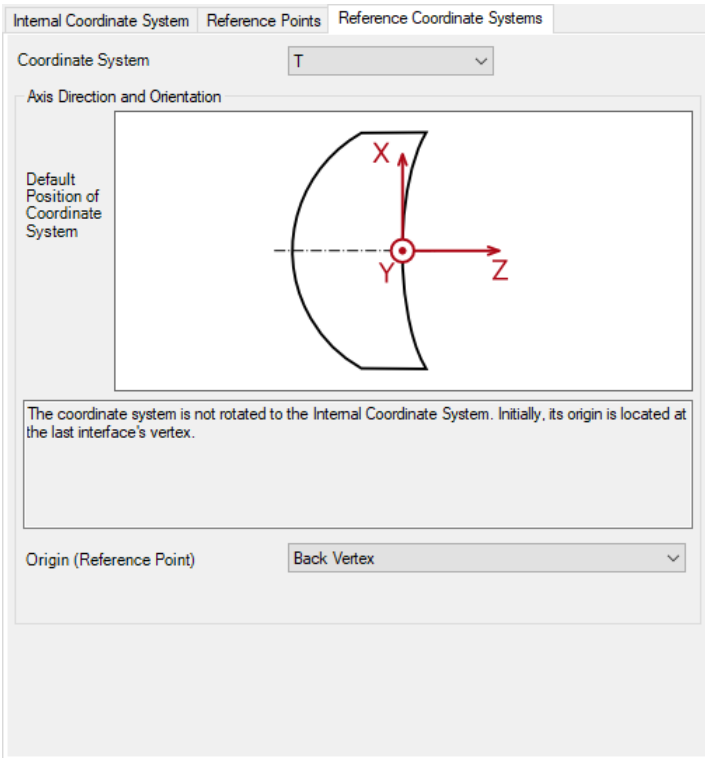 Internal Coordinate System
Reference Points
Reference Coordinate Systems
Coordinate System
T
Axis Direction and Orientation
Default
Position of
Coordinate
System
X
Y
Z
The coordinate system is not rotated to the Internal Coordinate System. Initially, its origin is located at
the last interface's vertex.
Origin (Reference Point)
Back Vertex